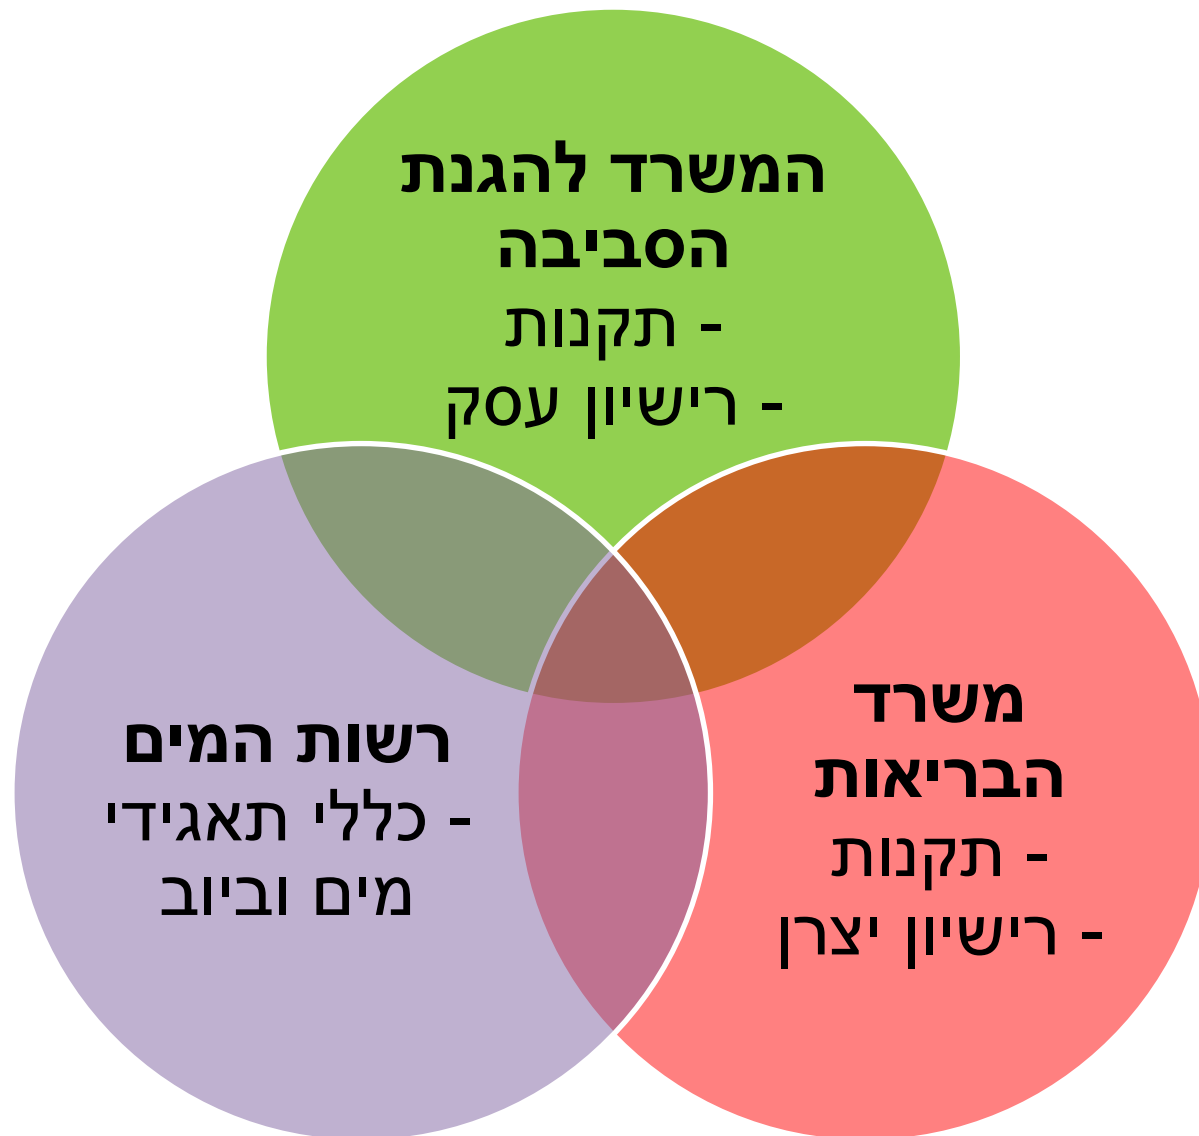 המשרד להגנת
הסביבה
- תקנות
- רישיון עסק
משרד
הבריאות
- תקנות
- רישיון יצרן
רשות המים
- כללי תאגידי
מים וביוב